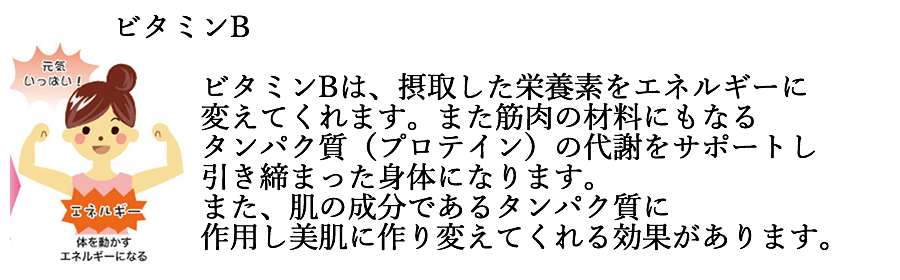 ビタミンB
元気
いっぱい!
ビタミンBは、摂取した栄養素をエネルギーに
変えてくれます。また筋肉の材料にもなる
タンパク質（プロテイン）の代謝をサポートし
引き締まった身体になります。
また、肌の成分であるタンパク質に
作用し美肌に作り変えてくれる効果があります。
エネルギー
体を動かす
エネルギーになる